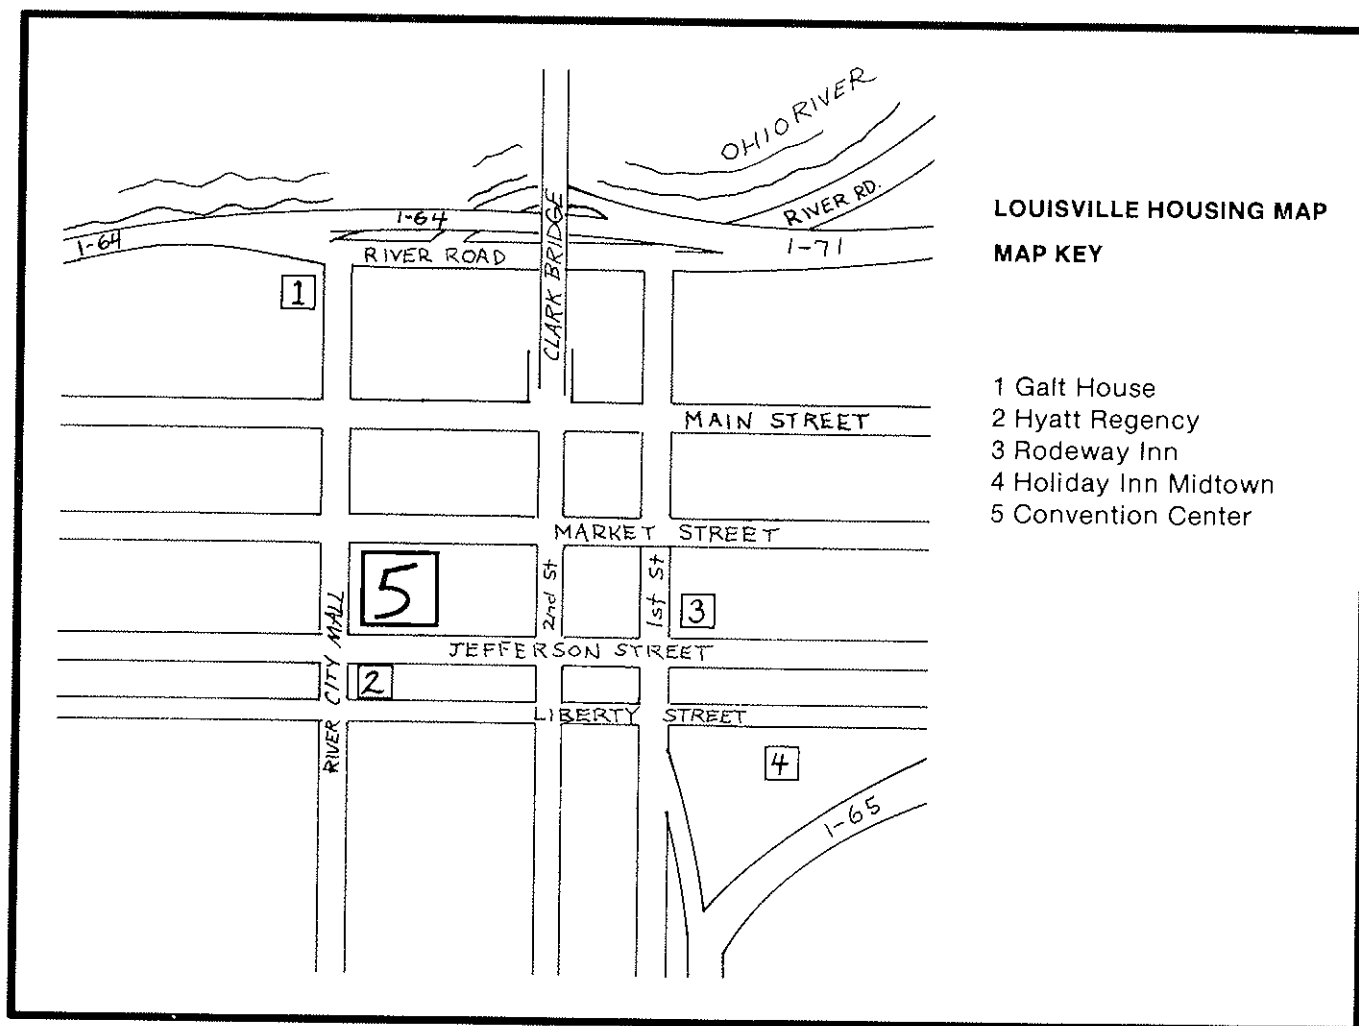 OHIO RIVER
I-64
I-64
RIVER ROAD
CLARK BRIDGE
RIVER RD.
I-71
1
MAIN STREET
MARKET STREET
5
2nd St
1st St
3
RIVER CITY MALL
JEFFERSON STREET
2
LIBERTY STREET
4
I-65
LOUISVILLE HOUSING MAP
MAP KEY
1 Galt House
2 Hyatt Regency
3 Rodeway Inn
4 Holiday Inn Midtown
5 Convention Center